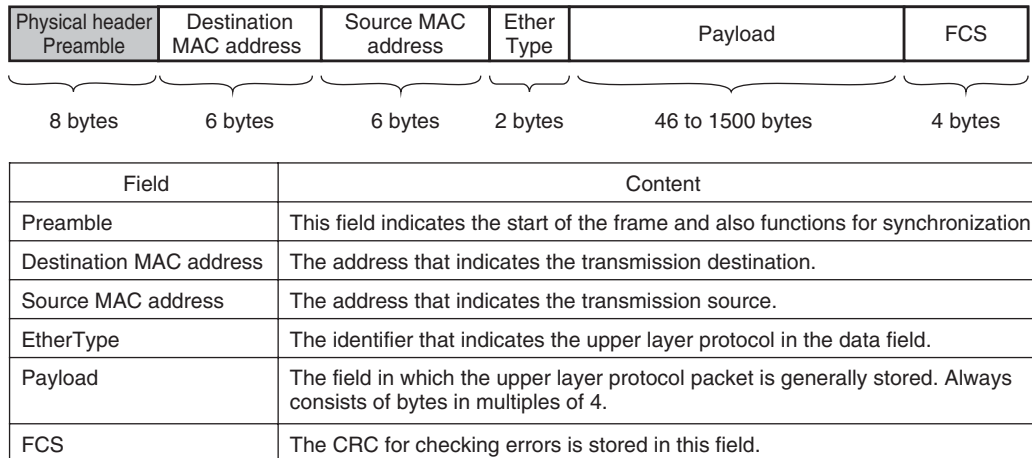 Physical header
Preamble
Destination
MAC address
Source MAC
address
Ether
Type
Payload
FCS
8 bytes
6 bytes
6 bytes
2 bytes
46 to 1500 bytes
4 bytes
Field
Content
Preamble
This field indicates the start of the frame and also functions for synchronization
Destination MAC address
The address that indicates the transmission destination.
Source MAC address
The address that indicates the transmission source.
EtherType
The identifier that indicates the upper layer protocol in the data field.
Payload
The field in which the upper layer protocol packet is generally stored. Always
consists of bytes in multiples of 4.
FCS
The CRC for checking errors is stored in this field.